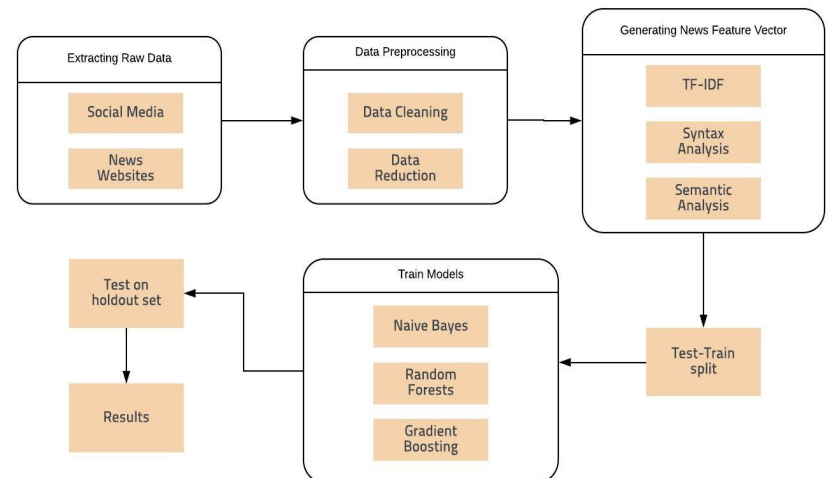 Extracting Raw Data
Social Media
News
Websites
Data Preprocessing
Data Cleaning
Data
Reduction
Generating News Feature Vector
TF-IDF
Syntax
Analysis
Semantic
Analysis
Test-Train
split
Train Models
Naive Bayes
Random
Forests
Gradient
Boosting
Test on
holdout set
Results